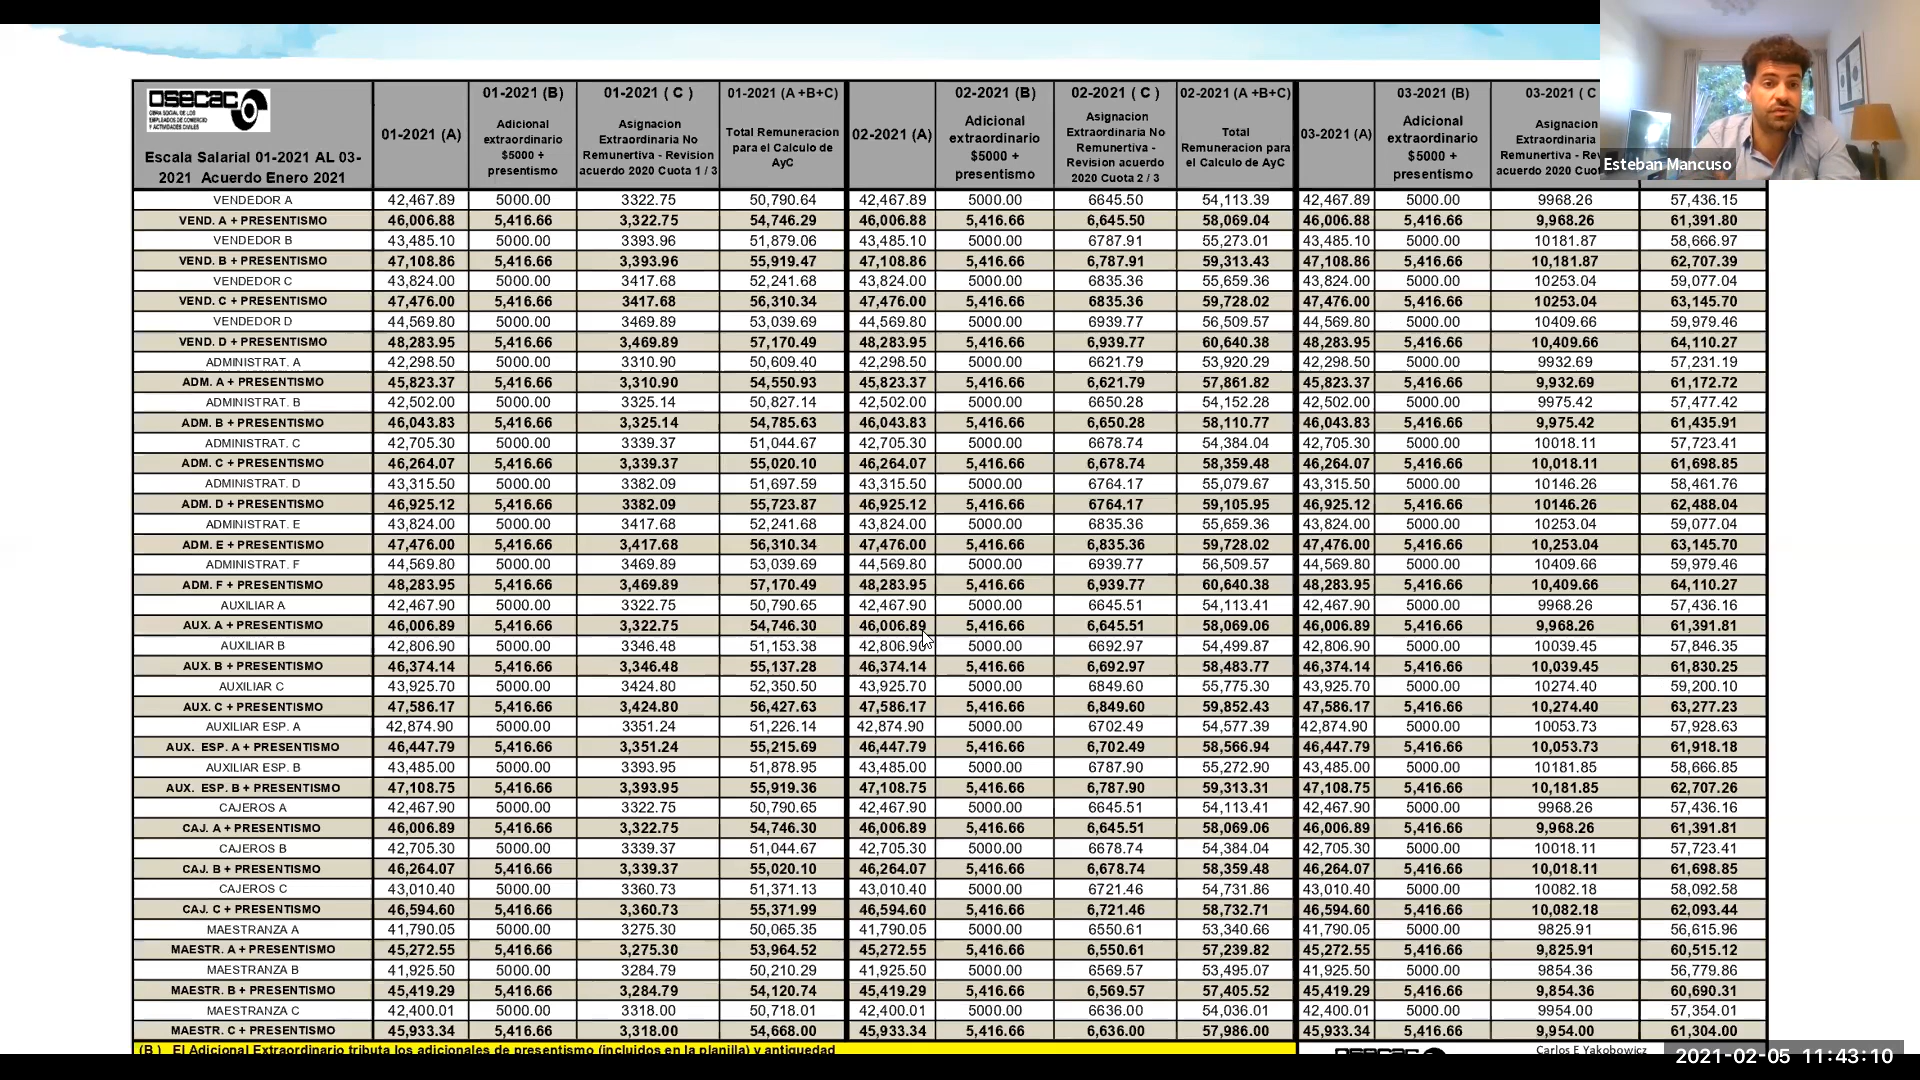 osecac
OBRA SOCIAL DE LOS
EMPLEADOS DE COMERCIO
Y ACTIVIDADES CIVILES
Escala Salarial 01-2021 AL 03-
2021 Acuerdo Enero 2021
01-2021 (A)
01-2021 (B)
Adicional
extraordinario
$5000 +
presentismo
01-2021 ( C )
Asignacion
Extraordinaria No
Remunertiva - Revision
acuerdo 2020 Cuota 1 / 3
01-2021 (A +B+C)
Total Remuneracion
para el Calculo de
AyC
02-2021 (A)
02-2021 (B)
Adicional
extraordinario
$5000 +
presentismo
02-2021 ( C )
Asignacion
Extraordinaria No
Remunertiva -
Revision acuerdo
2020 Cuota 2 / 3
02-2021 (A +B+C)
Total
Remuneracion para
el Calculo de AyC
03-2021 (A)
03-2021 (B)
Adicional
extraordinario
$5000 +
presentismo
03-2021 ( C
Asignacion
Extraordinaria
Remunertiva - Rev
acuerdo 2020 Cuot
Esteban Mancuso
VENDEDOR A 42,467.89 5000.00 3322.75 50,790.64 42,467.89 5000.00 6645.50 54,113.39 42,467.89 5000.00 9968.26 57,436.15
VEND. A + PRESENTISMO 46,006.88 5,416.66 3,322.75 54,746.29 46,006.88 5,416.66 6,645.50 58,069.04 46,006.88 5,416.66 9,968.26 61,391.80
VENDEDOR B 43,485.10 5000.00 3393.96 51,879.06 43,485.10 5000.00 6787.91 55,273.01 43,485.10 5000.00 10181.87 58,666.97
VEND. B + PRESENTISMO 47,108.86 5,416.66 3,393.96 55,919.47 47,108.86 5,416.66 6,787.91 59,313.43 47,108.86 5,416.66 10,181.87 62,707.39
VENDEDOR C 43,824.00 5000.00 3417.68 52,241.68 43,824.00 5000.00 6835.36 55,659.36 43,824.00 5000.00 10253.04 59,077.04
VEND. C + PRESENTISMO 47,476.00 5,416.66 3417.68 56,310.34 47,476.00 5,416.66 6835.36 59,728.02 47,476.00 5,416.66 10253.04 63,145.70
VENDEDOR D 44,569.80 5000.00 3469.89 53,039.69 44,569.80 5000.00 6939.77 56,509.57 44,569.80 5000.00 10409.66 59,979.46
VEND. D + PRESENTISMO 48,283.95 5,416.66 3,469.89 57,170.49 48,283.95 5,416.66 6,939.77 60,640.38 48,283.95 5,416.66 10,409.66 64,110.27
ADMINISTRAT. A 42,298.50 5000.00 3310.90 50,609.40 42,298.50 5000.00 6621.79 53,920.29 42,298.50 5000.00 9932.69 57,231.19
ADM. A + PRESENTISMO 45,823.37 5,416.66 3,310.90 54,550.93 45,823.37 5,416.66 6,621.79 57,861.82 45,823.37 5,416.66 9,932.69 61,172.72
ADMINISTRAT. B 42,502.00 5000.00 3325.14 50,827.14 42,502.00 5000.00 6650.28 54,152.28 42,502.00 5000.00 9975.42 57,477.42
ADM. B + PRESENTISMO 46,043.83 5,416.66 3,325.14 54,785.63 46,043.83 5,416.66 6,650.28 58,110.77 46,043.83 5,416.66 9,975.42 61,435.91
ADMINISTRAT. C 42,705.30 5000.00 3339.37 51,044.67 42,705.30 5000.00 6678.74 54,384.04 42,705.30 5000.00 10018.11 57,723.41
ADM. C + PRESENTISMO 46,264.07 5,416.66 3,339.37 55,020.10 46,264.07 5,416.66 6,678.74 58,359.48 46,264.07 5,416.66 10,018.11 61,698.85
ADMINISTRAT. D 43,315.50 5000.00 3382.09 51,697.59 43,315.50 5000.00 6764.17 55,079.67 43,315.50 5000.00 10146.26 58,461.76
ADM. D + PRESENTISMO 46,925.12 5,416.66 3382.09 55,723.87 46,925.12 5,416.66 6764.17 59,105.95 46,925.12 5,416.66 10146.26 62,488.04
ADMINISTRAT. E 43,824.00 5000.00 3417.68 52,241.68 43,824.00 5000.00 6835.36 55,659.36 43,824.00 5000.00 10253.04 59,077.04
ADM. E + PRESENTISMO 47,476.00 5,416.66 3,417.68 56,310.34 47,476.00 5,416.66 6,835.36 59,728.02 47,476.00 5,416.66 10,253.04 63,145.70
ADMINISTRAT. F 44,569.80 5000.00 3469.89 53,039.69 44,569.80 5000.00 6939.77 56,509.57 44,569.80 5000.00 10409.66 59,979.46
ADM. F + PRESENTISMO 48,283.95 5,416.66 3,469.89 57,170.49 48,283.95 5,416.66 6,939.77 60,640.38 48,283.95 5,416.66 10,409.66 64,110.27
AUXILIAR A 42,467.90 5000.00 3322.75 50,790.65 42,467.90 5000.00 6645.51 54,113.41 42,467.90 5000.00 9968.26 57,436.16
AUX. A + PRESENTISMO 46,006.89 5,416.66 3,322.75 54,746.30 46,006.89 5,416.66 6,645.51 58,069.06 46,006.89 5,416.66 9,968.26 61,391.81
AUXILIAR B 42,806.90 5000.00 3346.48 51,153.38 42,806.90 5000.00 6692.97 54,499.87 42,806.90 5000.00 10039.45 57,846.35
AUX. B + PRESENTISMO 46,374.14 5,416.66 3,346.48 55,137.28 46,374.14 5,416.66 6,692.97 58,483.77 46,374.14 5,416.66 10,039.45 61,830.25
AUXILIAR C 43,925.70 5000.00 3424.80 52,350.50 43,925.70 5000.00 6849.60 55,775.30 43,925.70 5000.00 10274.40 59,200.10
AUX. C + PRESENTISMO 47,586.17 5,416.66 3,424.80 56,427.63 47,586.17 5,416.66 6,849.60 59,852.43 47,586.17 5,416.66 10,274.40 63,277.23
AUXILIAR ESP. A 42,874.90 5000.00 3351.24 51,226.14 42,874.90 5000.00 6702.49 54,577.39 42,874.90 5000.00 10053.73 57,928.63
AUX. ESP. A + PRESENTISMO 46,447.79 5,416.66 3,351.24 55,215.69 46,447.79 5,416.66 6,702.49 58,566.94 46,447.79 5,416.66 10,053.73 61,918.18
AUXILIAR ESP. B 43,485.00 5000.00 3393.95 51,878.95 43,485.00 5000.00 6787.90 55,272.90 43,485.00 5000.00 10181.85 58,666.85
AUX. ESP. B + PRESENTISMO 47,108.75 5,416.66 3,393.95 55,919.36 47,108.75 5,416.66 6,787.90 59,313.31 47,108.75 5,416.66 10,181.85 62,707.26
CAJEROS A 42,467.90 5000.00 3322.75 50,790.65 42,467.90 5000.00 6645.51 54,113.41 42,467.90 5000.00 9968.26 57,436.16
CAJ. A + PRESENTISMO 46,006.89 5,416.66 3,322.75 54,746.30 46,006.89 5,416.66 6,645.51 58,069.06 46,006.89 5,416.66 9,968.26 61,391.81
CAJEROS B 42,705.30 5000.00 3339.37 51,044.67 42,705.30 5000.00 6678.74 54,384.04 42,705.30 5000.00 10018.11 57,723.41
CAJ. B + PRESENTISMO 46,264.07 5,416.66 3,339.37 55,020.10 46,264.07 5,416.66 6,678.74 58,359.48 46,264.07 5,416.66 10,018.11 61,698.85
CAJEROS C 43,010.40 5000.00 3360.73 51,371.13 43,010.40 5000.00 6721.46 54,731.86 43,010.40 5000.00 10082.18 58,092.58
CAJ. C + PRESENTISMO 46,594.60 5,416.66 3,360.73 55,371.99 46,594.60 5,416.66 6,721.46 58,732.71 46,594.60 5,416.66 10,082.18 62,093.44
MAESTRANZA A 41,790.05 5000.00 3275.30 50,065.35 41,790.05 5000.00 6550.61 53,340.66 41,790.05 5000.00 9825.91 56,615.96
MAESTR. A + PRESENTISMO 45,272.55 5,416.66 3,275.30 53,964.52 45,272.55 5,416.66 6,550.61 57,239.82 45,272.55 5,416.66 9,825.91 60,515.12
MAESTRANZA B 41,925.50 5000.00 3284.79 50,210.29 41,925.50 5000.00 6569.57 53,495.07 41,925.50 5000.00 9854.36 56,779.86
MAESTR. B + PRESENTISMO 45,419.29 5,416.66 3,284.79 54,120.74 45,419.29 5,416.66 6,569.57 57,405.52 45,419.29 5,416.66 9,854.36 60,690.31
MAESTRANZA C 42,400.01 5000.00 3318.00 50,718.01 42,400.01 5000.00 6636.00 54,036.01 42,400.01 5000.00 9954.00 57,354.01
MAESTR. C + PRESENTISMO 45,933.34 5,416.66 3,318.00 54,668.00 45,933.34 5,416.66 6,636.00 57,986.00 45,933.34 5,416.66 9,954.00 61,304.00
(B ) El Adicional Extraordinario tributa los adicionales de presentismo (incluidos en la planilla) y antiguedad
osecac
Carlos E Yakobowicz
2021-02-05 11:43:10